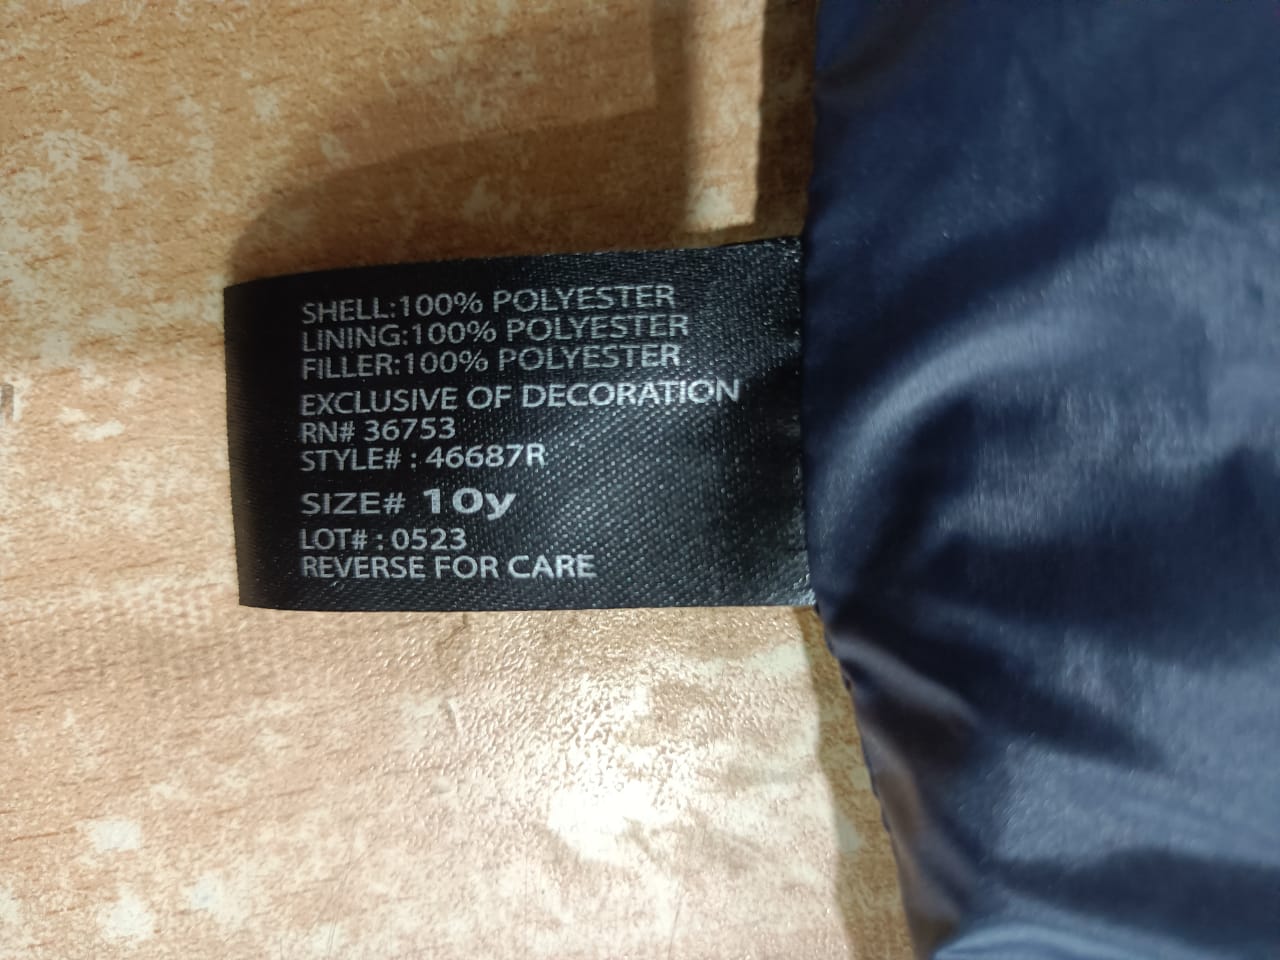 SHELL:100% POLYESTER
LINING:100% POLYESTER
FILLER:100% POLYESTER
EXCLUSIVE OF DECORATION
RN# 36753
STYLE# : 46687R
SIZE# 10y
LOT# : 0523
REVERSE FOR CARE